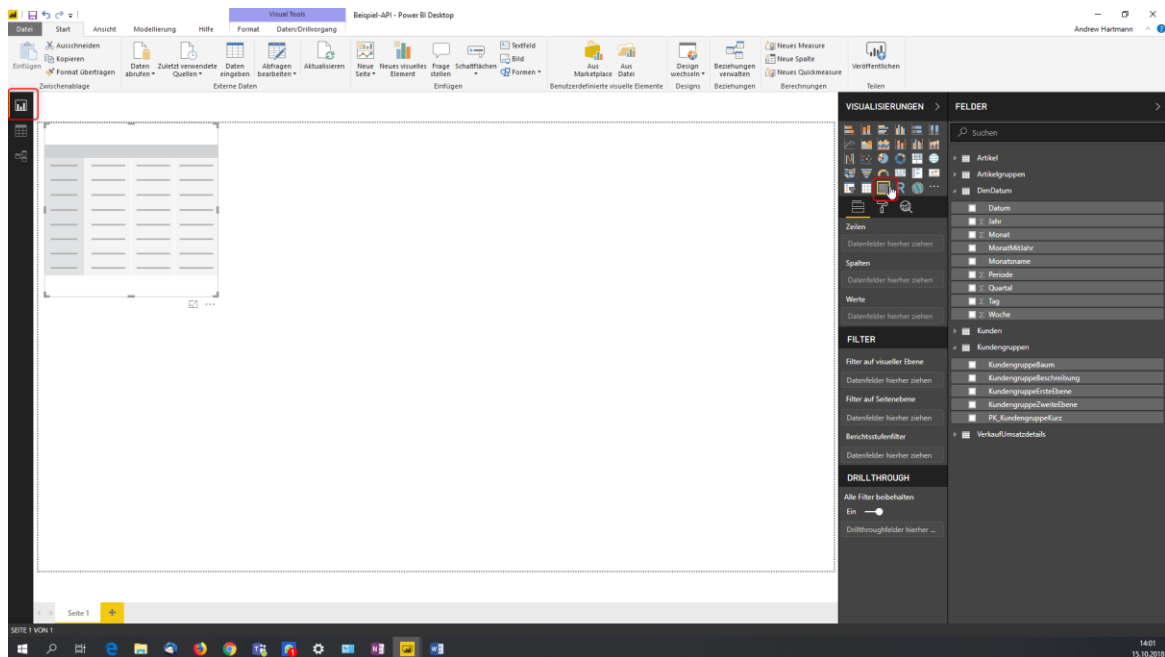 Visual Tools
Beispiel-API - Power BI Desktop
Datei Start Ansicht Modellierung Hilfe Format Daten/Drillvorgang
Andrew Hartmann
Einfügen
Ausschneiden
Kopieren
Format übertragen
Zwischenablage
Daten abrufen
Zuletzt verwendete Quellen
Daten eingeben
Abfragen bearbeiten
Aktualisieren
Externe Daten
Neue Seite
Neues visuelles Element
Frage stellen
Schaltflächen
Textfeld
Bild
Formen
Einfügen
Aus Marketplace
Aus Datei
Benutzerdefinierte visuelle Elemente
Design wechseln
Designs
Beziehungen verwalten
Beziehungen
Neues Measure
Neue Spalte
Neues Quickmeasure
Berechnungen
Veröffentlichen
Teilen
VISUALISIERUNGEN
R
Zeilen
Datenfelder hierher ziehen
Spalten
Datenfelder hierher ziehen
Werte
Datenfelder hierher ziehen
FILTER
Filter auf visueller Ebene
Datenfelder hierher ziehen
Filter auf Seitenebene
Datenfelder hierher ziehen
Berichtsstufenfilter
Datenfelder hierher ziehen
DRILLTHROUGH
Alle Filter beibehalten
Ein
Drillthroughfelder hierher ...
FELDER
Suchen
Artikel
Artikelgruppen
DimDatum
Datum
Σ Jahr
Σ Monat
MonatMitJahr
Monatsname
Σ Periode
Σ Quartal
Σ Tag
Σ Woche
Kunden
Kundengruppen
KundengruppeBaum
KundengruppeBeschreibung
KundengruppeErsteEbene
KundengruppeZweiteEbene
PK_KundengruppeKurz
VerkaufUmsatzdetails
Seite 1
SEITE 1 VON 1
14:01
15.10.2018